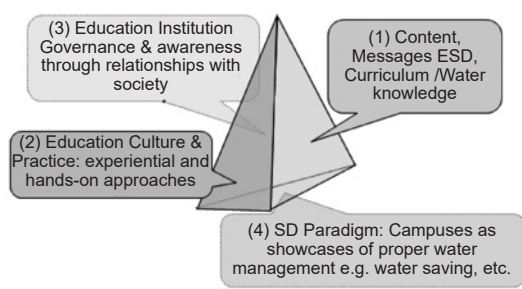 (3) Education Institution
Governance & awareness
through relationships with
society
(1) Content,
Messages ESD,
Curriculum /Water
knowledge
(2) Education Culture &
Practice: experiential and
hands-on approaches
(4) SD Paradigm: Campuses as
showcases of proper water
management e.g. water saving, etc.